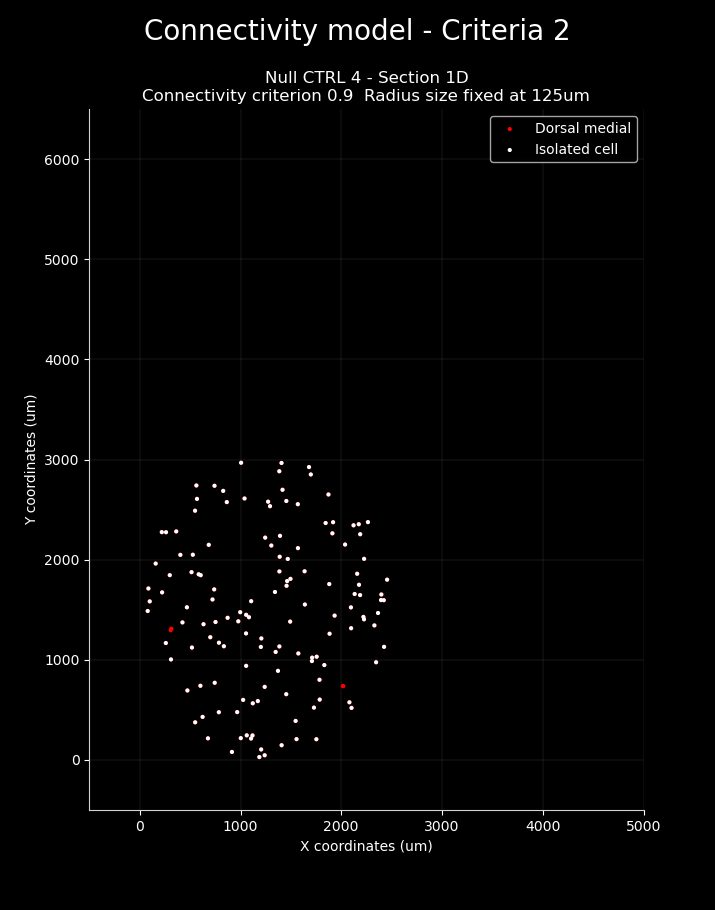 Connectivity model - Criteria 2
Null CTRL 4 - Section 1D
Connectivity criterion 0.9  Radius size fixed at 125um
Dorsal medial
Isolated cell
6000
5000
4000
3000
2000
1000
0
Y coordinates (um)
0
1000
2000
3000
4000
5000
X coordinates (um)